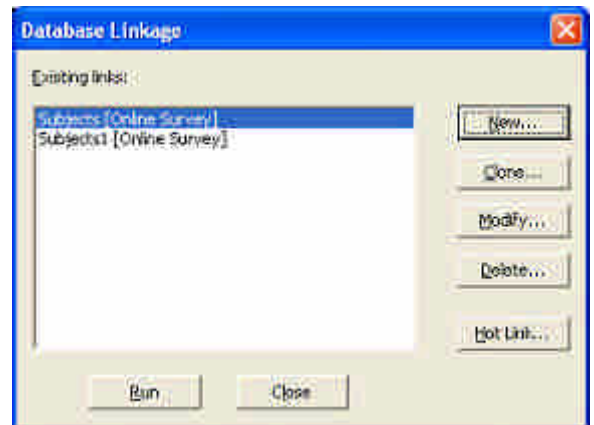 Database Linkage
Existing links:
Subjects [Online Survey]
Subjects1 [Online Survey]
New...
Clone...
Modify...
Delete...
Hot Link...
Run
Close